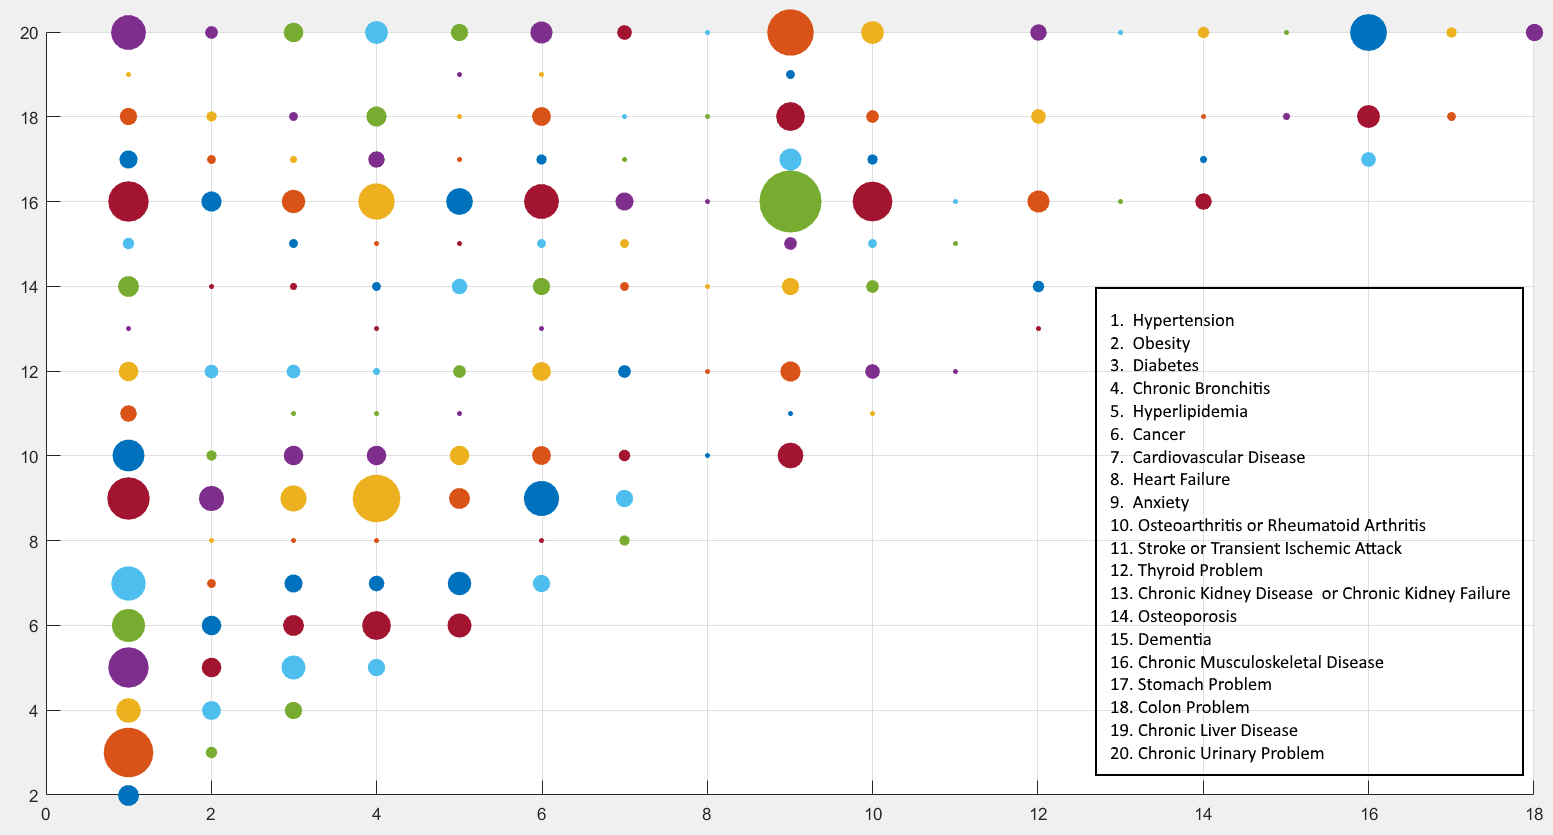 20
18
16
14
12
10
8
6
4
2
1. Hypertension
2. Obesity
3. Diabetes
4. Chronic Bronchitis
5. Hyperlipidemia
6. Cancer
7. Cardiovascular Disease
8. Heart Failure
9. Anxiety
10. Osteoarthritis or Rheumatoid Arthritis
11. Stroke or Transient Ischemic Attack
12. Thyroid Problem
13. Chronic Kidney Disease or Chronic Kidney Failure
14. Osteoporosis
15. Dementia
16. Chronic Musculoskeletal Disease
17. Stomach Problem
18. Colon Problem
19. Chronic Liver Disease
20. Chronic Urinary Problem
0 2 4 6 8 10 12 14 16 18